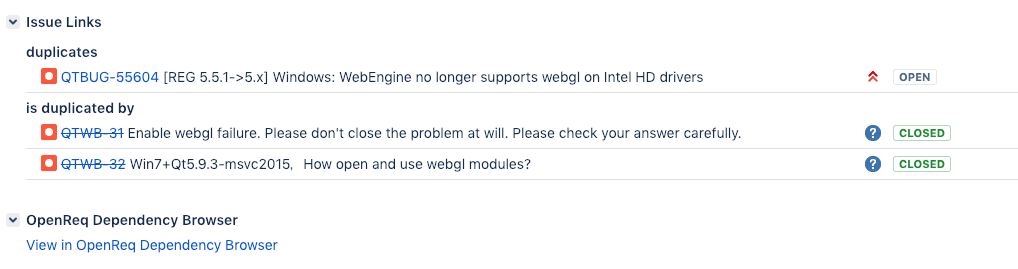 Issue Links
duplicates
QTBUG-55604 [REG 5.5.1->5.x] Windows: WebEngine no longer supports webgl on Intel HD drivers OPEN
is duplicated by
QTWB-31 Enable webgl failure. Please don't close the problem at will. Please check your answer carefully. ? CLOSED
QTWB-32 Win7+Qt5.9.3-msvc2015， How open and use webgl modules? ? CLOSED
OpenReq Dependency Browser
View in OpenReq Dependency Browser